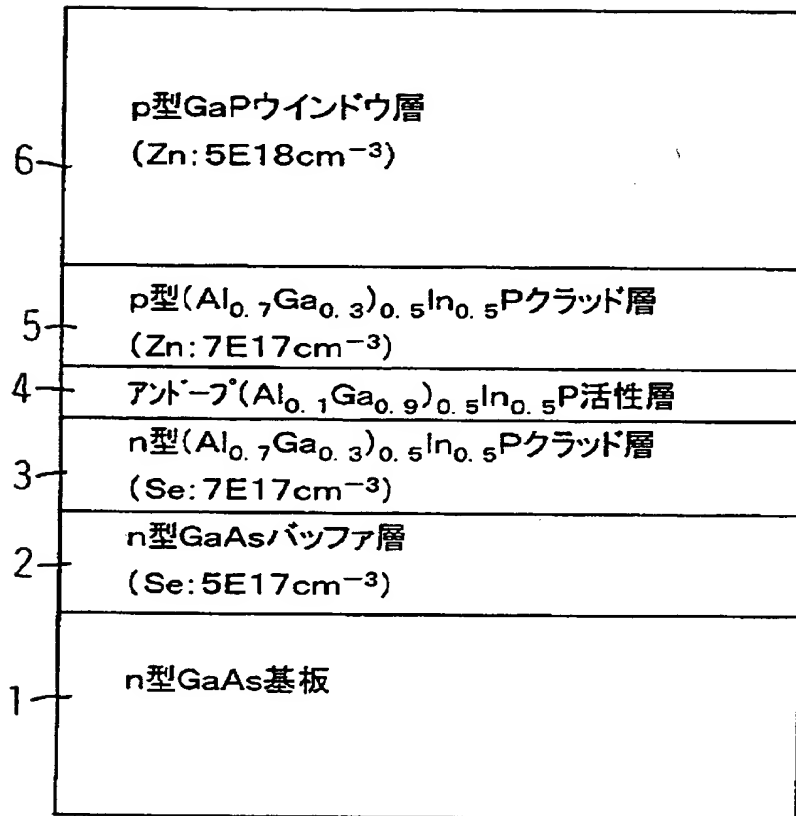 p型GaPウインドウ層
6
(Zn:5E18cm⁻³)
p型(Al₀.₇Ga₀.₃)₀.₅In₀.₅Pクラッド層
5
(Zn:7E17cm⁻³)
4
アンドープ(Al₀.₁Ga₀.₉)₀.₅In₀.₅P活性層
n型(Al₀.₇Ga₀.₃)₀.₅In₀.₅Pクラッド層
3
(Se:7E17cm⁻³)
n型GaAsバッファ層
2
(Se:5E17cm⁻³)
n型GaAs基板
1